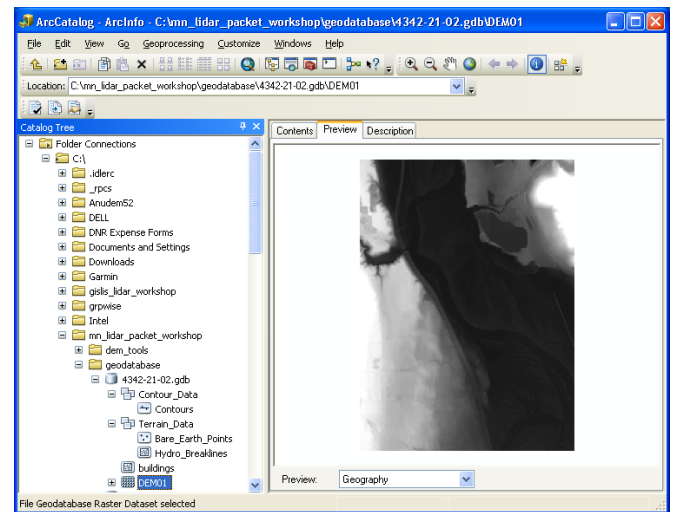 ArcCatalog - ArcInfo - C:\mn_lidar_packet_workshop\geodatabase\4342-21-02.gdb\DEM01
File Edit View Go Geoprocessing Customize Windows Help
Location: C:\mn_lidar_packet_workshop\geodatabase\4342-21-02.gdb\DEM01
Catalog Tree
Folder Connections
C:\
.idlerc
_rpcs
Anudem52
DELL
DNR Expense Forms
Documents and Settings
Downloads
Garmin
gislis_lidar_workshop
grpwise
Intel
mn_lidar_packet_workshop
dem_tools
geodatabase
4342-21-02.gdb
Contour_Data
Contours
Terrain_Data
Bare_Earth_Points
Hydro_Breaklines
buildings
DEM01
Contents Preview Description
Preview: Geography
File Geodatabase Raster Dataset selected